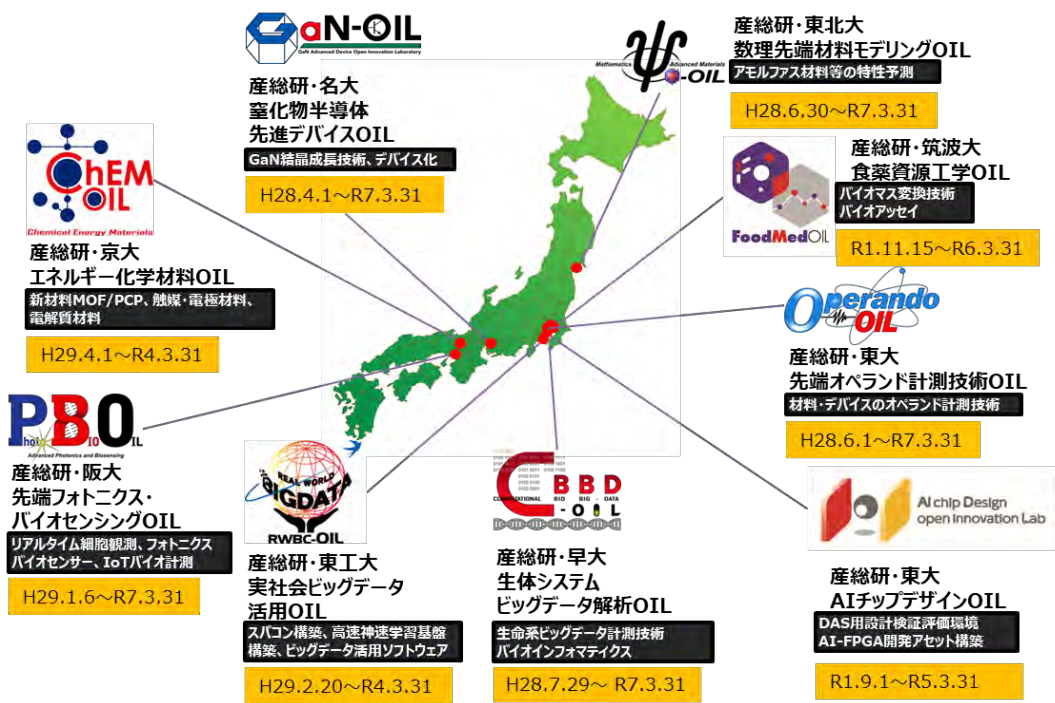 GaN-OIL
GaN Advanced Device Open Innovation Laboratory
産総研・名大
窒化物半導体
先進デバイスOIL
GaN結晶成長技術、デバイス化
H28.4.1～R7.3.31
Mathematics Advanced Materials
-OIL
産総研・東北大
数理先端材料モデリングOIL
アモルファス材料等の特性予測
H28.6.30～R7.3.31
ChEM
OIL
Chemical Energy Materials
産総研・京大
エネルギー化学材料OIL
新材料MOF/PCP、触媒・電極材料、
電解質材料
H29.4.1～R4.3.31
FoodMedOIL
産総研・筑波大
食薬資源工学OIL
バイオマス変換技術
バイオアッセイ
R1.11.15～R6.3.31
Operando
OIL
産総研・東大
先端オペランド計測技術OIL
材料・デバイスのオペランド計測技術
H28.6.1～R7.3.31
PhotoBIO OIL
Advanced Photonics and Biosensing
産総研・阪大
先端フォトニクス・
バイオセンシングOIL
リアルタイム細胞観測、フォトニクス
バイオセンサー、IoTバイオ計測
H29.1.6～R7.3.31
REAL WORLD
BIGDATA
RWBC-OIL
産総研・東工大
実社会ビッグデータ
活用OIL
スパコン構築、高速神速学習基盤
構築、ビッグデータ活用ソフトウェア
H29.2.20～R4.3.31
CBBD
COMPUTATIONAL BIO BIG-DATA
-OIL
産総研・早大
生体システム
ビッグデータ解析OIL
生命系ビッグデータ計測技術
バイオインフォマティクス
H28.7.29～ R7.3.31
AI chip Design
open innovation Lab
産総研・東大
AIチップデザインOIL
DAS用設計検証評価環境
AI-FPGA開発アセット構築
R1.9.1～R5.3.31